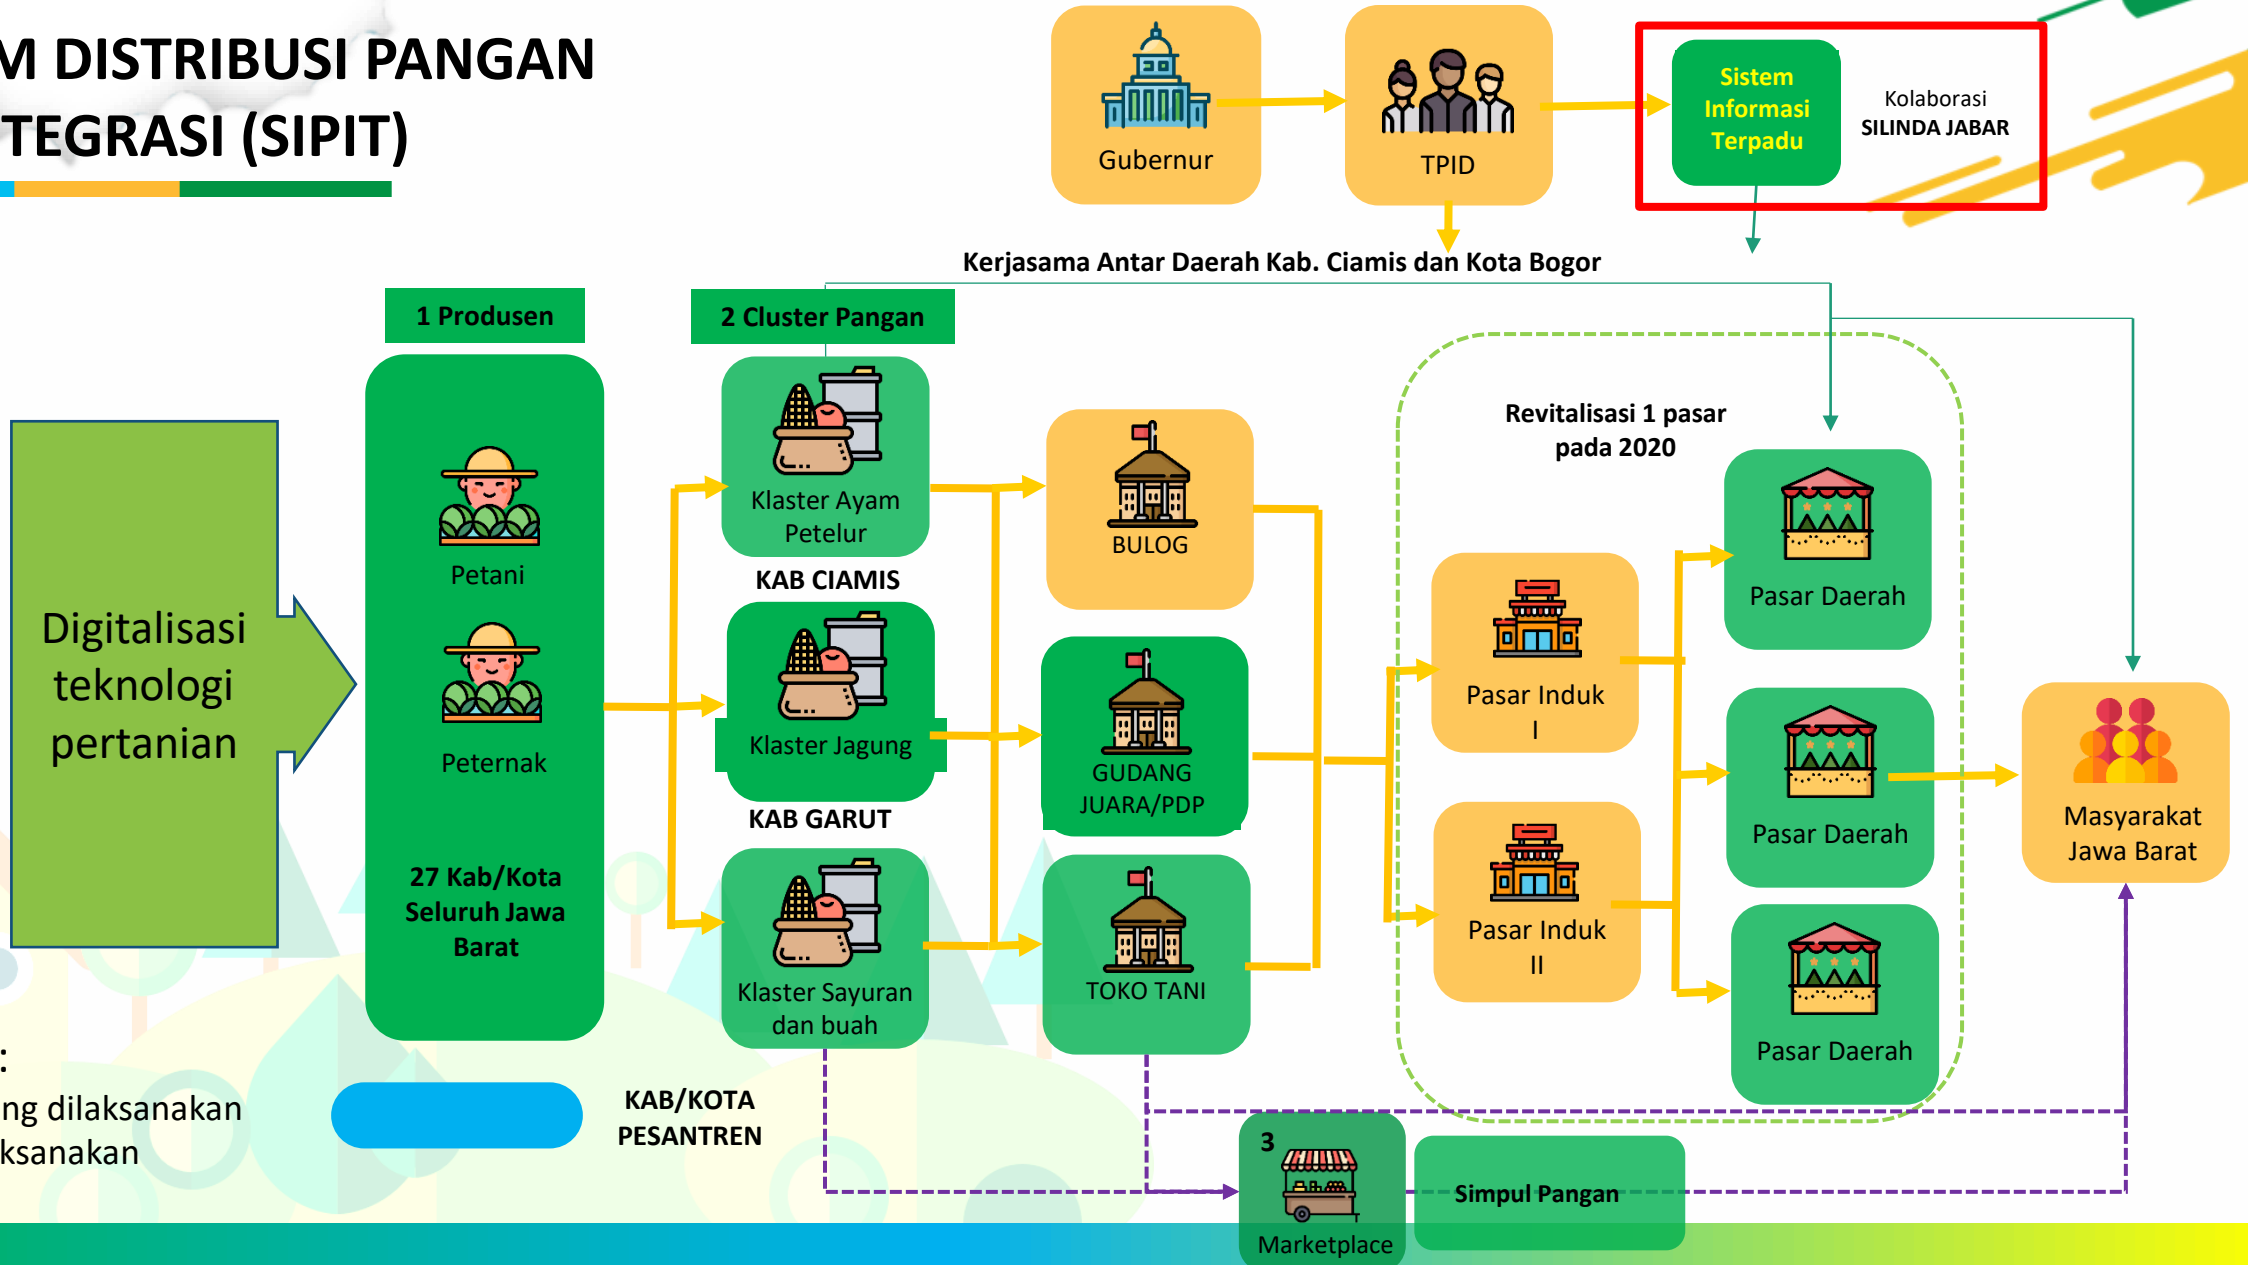 M DISTRIBUSI PANGAN
TEGRASI (SIPIT)
Gubernur
TPID
Sistem
Informasi
Terpadu
Kolaborasi
SILINDA JABAR
Kerjasama Antar Daerah Kab. Ciamis dan Kota Bogor
1 Produsen
2 Cluster Pangan
Digitalisasi
teknologi
pertanian
Petani
Peternak
27 Kab/Kota
Seluruh Jawa
Barat
Klaster Ayam
Petelur
KAB CIAMIS
Klaster Jagung
KAB GARUT
Klaster Sayuran
dan buah
BULOG
GUDANG
JUARA/PDP
TOKO TANI
Revitalisasi 1 pasar
pada 2020
Pasar Induk
I
Pasar Induk
II
Pasar Daerah
Pasar Daerah
Pasar Daerah
Masyarakat
Jawa Barat
:
ng dilaksanakan
ksanakan
KAB/KOTA
PESANTREN
3
Marketplace
Simpul Pangan